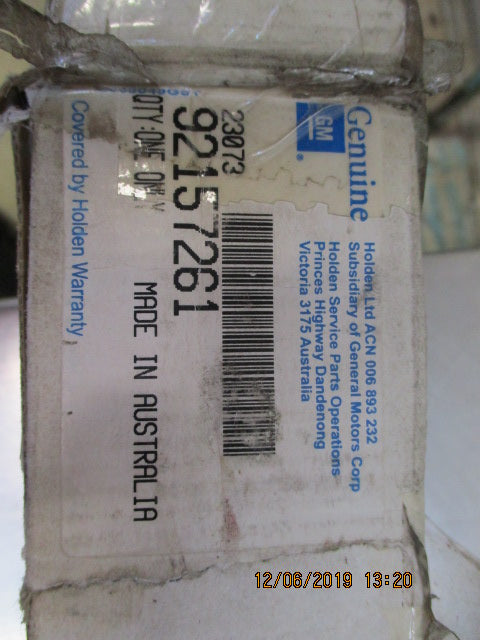 Genuine
GM
®
Holden Ltd ACN 006 893 232
Subsidiary of General Motors Corp
Holden Service Parts Operations
Princes Highway Dandenong
Victoria 3175 Australia
23073
92157261
QTY:ONE ONLY
MADE IN AUSTRALIA
Covered by Holden Warranty
12/06/2019 13:20